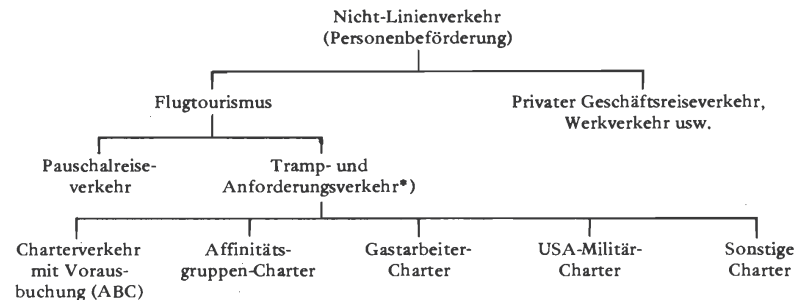 Nicht-Linienverkehr
(Personenbeförderung)
Flugtourismus
Privater Geschäftsreiseverkehr,
Werkverkehr usw.
Pauschalreise-
verkehr
Tramp- und
Anforderungsverkehr*)
Charterverkehr
mit Voraus-
buchung (ABC)
Affinitäts-
gruppen-Charter
Gastarbeiter-
Charter
USA-Militär-
Charter
Sonstige
Charter